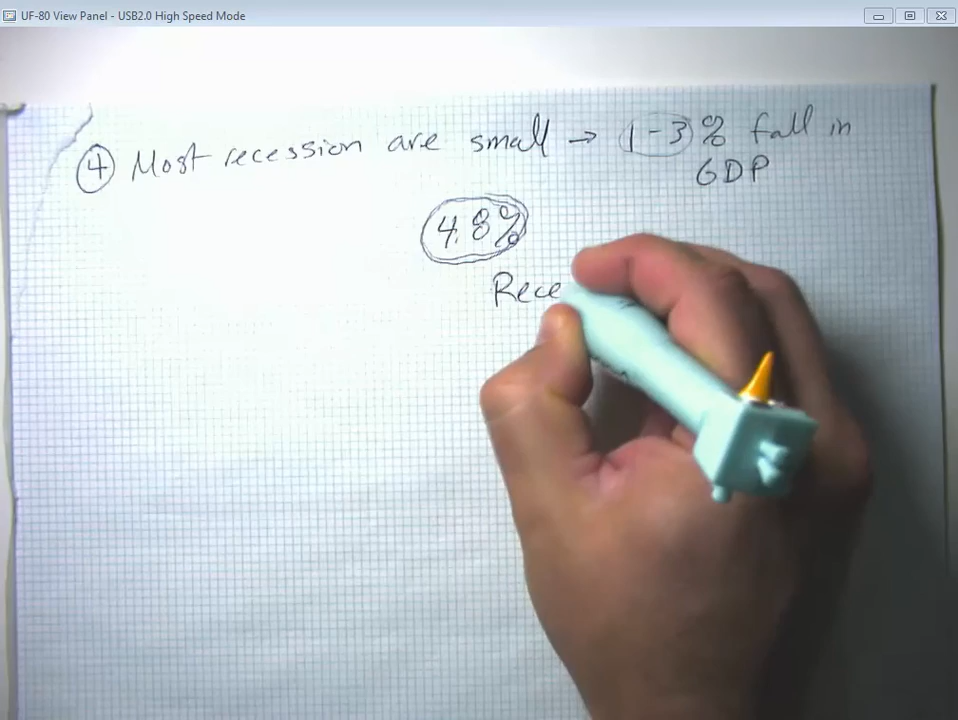 UF-80 View Panel - USB2.0 High Speed Mode
④ Most recession are small → 1-3% fall in
GDP
4.8%
Rece